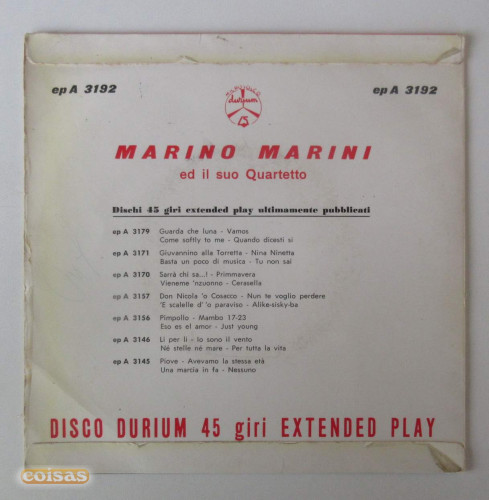 ep A 3192
ep A 3192
durium
MARINO MARINI
ed il suo Quartetto
Dischi 45 giri extended play ultimamente pubblicati
ep A 3179 Guarda che luna - Vamos
Come softly to me - Quando dicesti si
ep A 3171 Giuvannino alla Torretta - Nina Ninetta
Basta un poco di musica - Tu non sai
ep A 3170 Sarrà chi sa...! - Primmavera
Vieneme 'nzuonno - Cerasella
ep A 3157 Don Nicola 'o Cosacco - Nun te voglio perdere
'E scalelle d' 'o paraviso - Alike-sisky-ba
ep A 3156 Pimpollo - Mambo 17-23
Eso es el amor - Just young
ep A 3146 Li per li - Io sono il vento
Né stelle né mare - Per tutta la vita
ep A 3145 Piove - Avevamo la stessa età
Una marcia in fa - Nessuno
DISCO DURIUM 45 giri EXTENDED PLAY
coisas